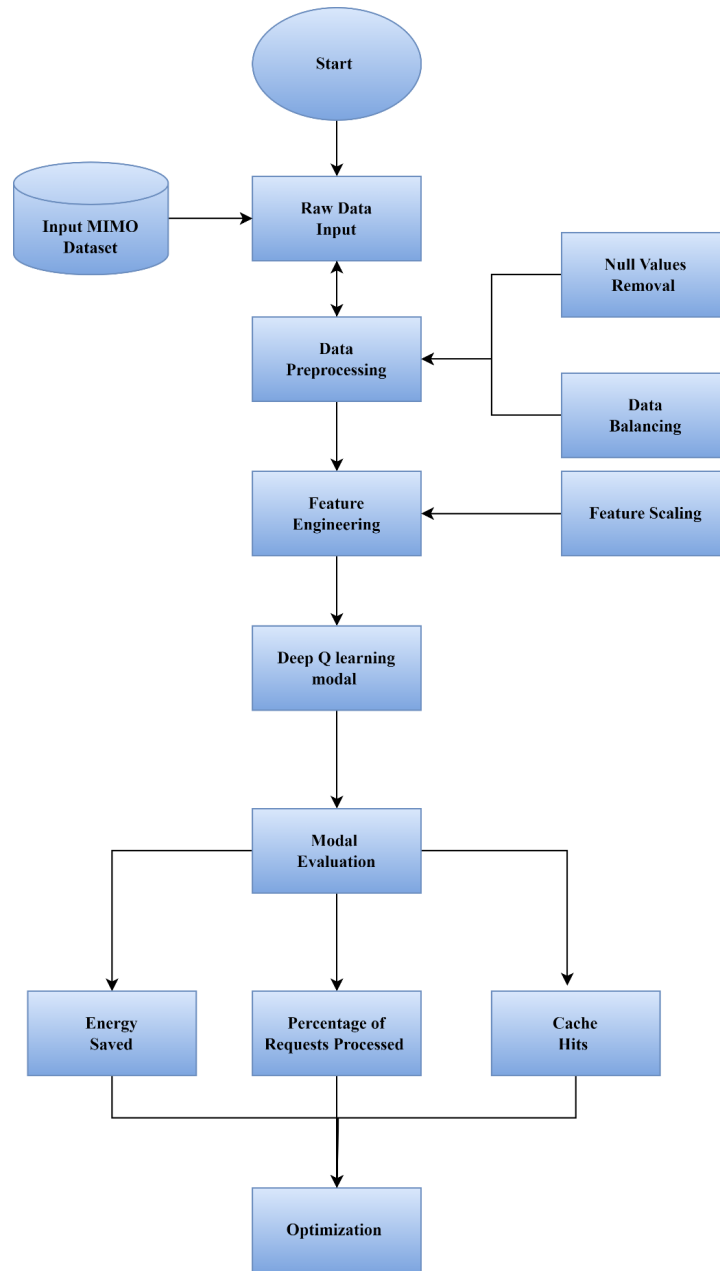 Start
Raw Data
Input
Input MIMO
Dataset
Null Values
Removal
Data
Preprocessing
Data
Balancing
Feature
Engineering
Feature Scaling
Deep Q learning
modal
Modal
Evaluation
Energy
Saved
Percentage of
Requests Processed
Cache
Hits
Optimization